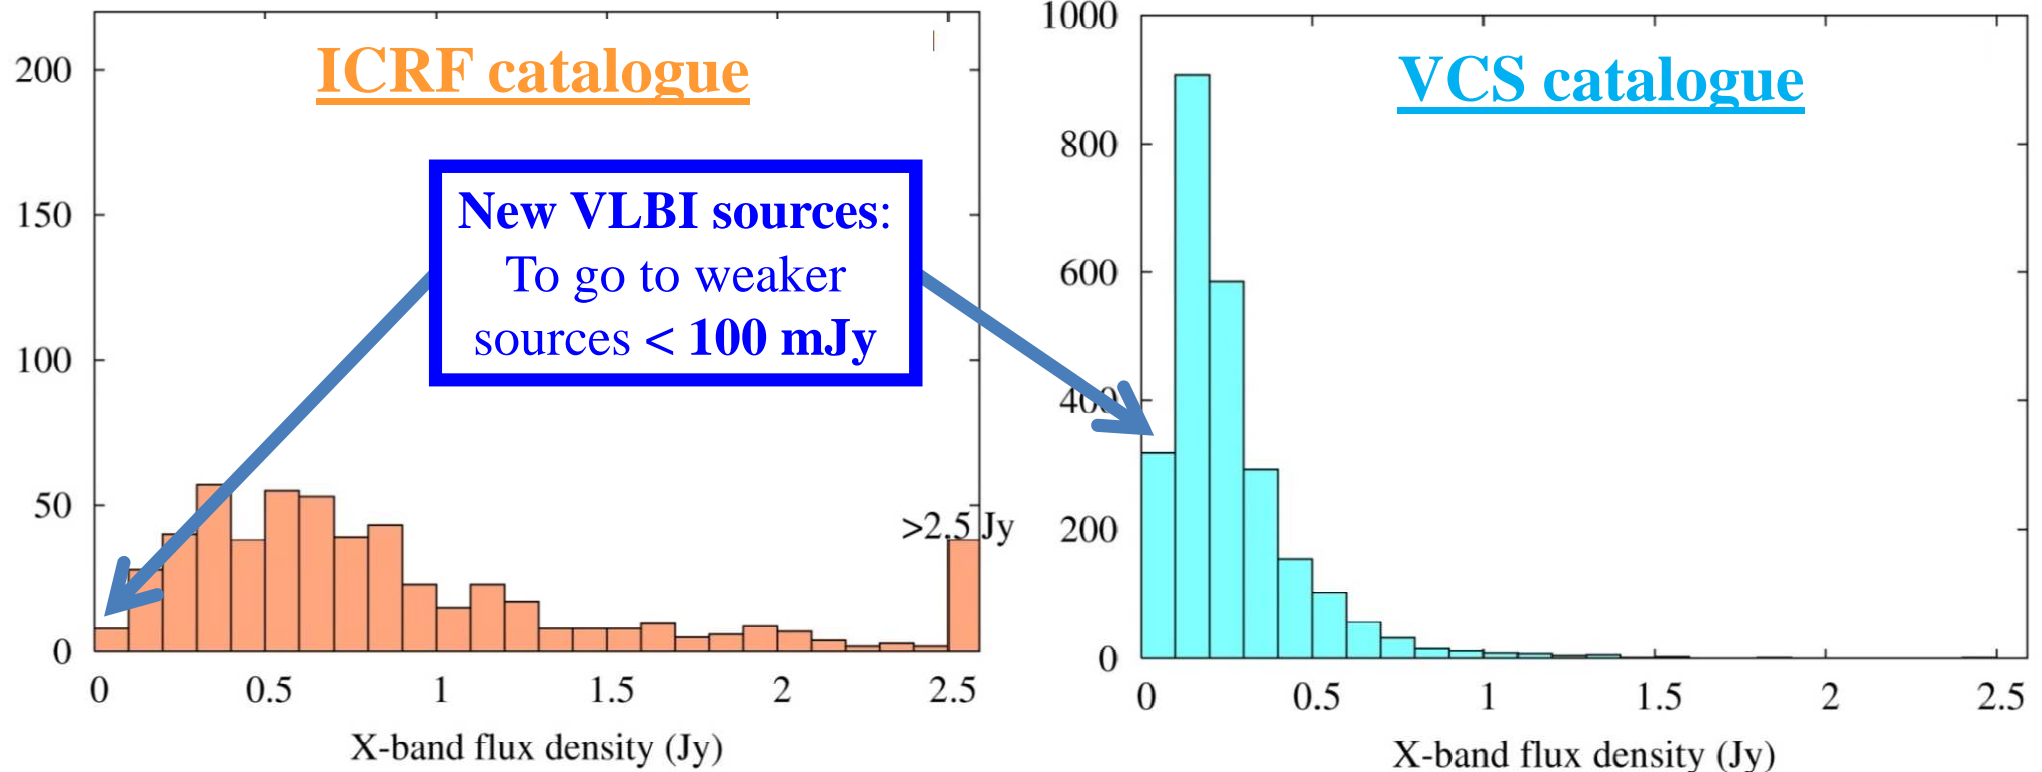 ICRF catalogue
200
150
100
50
0
>2.5 Jy
0 0.5 1 1.5 2 2.5
X-band flux density (Jy)
New VLBI sources:
To go to weaker
sources < 100 mJy
VCS catalogue
1000
800
600
400
200
0
0 0.5 1 1.5 2 2.5
X-band flux density (Jy)